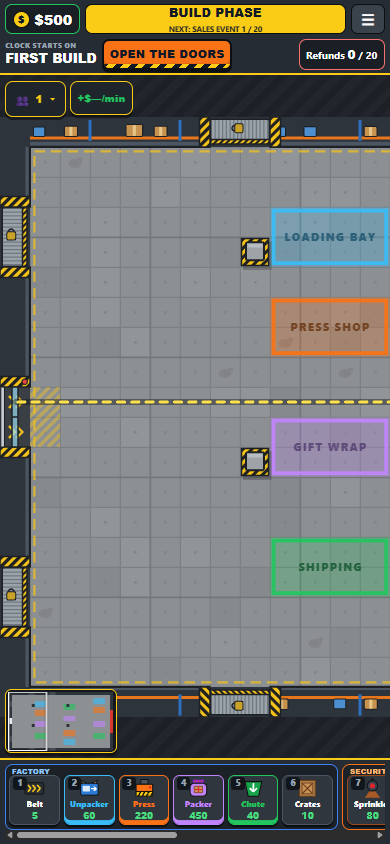 $ $500
BUILD PHASE
NEXT: SALES EVENT 1 / 20
CLOCK STARTS ON
FIRST BUILD
OPEN THE DOORS
Refunds 0 / 20
1
+$—/min
LOADING BAY
PRESS SHOP
GIFT WRAP
SHIPPING
FACTORY
SECURIT
1 2 3 4 5 6 7
Belt Unpacker Press Packer Chute Crates Sprinkle
5 60 220 450 40 10 80